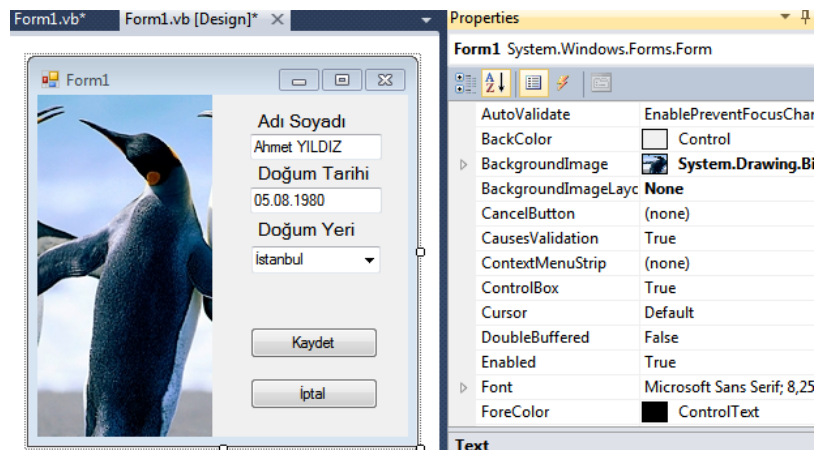 Form1.vb*
Form1.vb [Design]*
Form1
Adı Soyadı
Ahmet YILDIZ
Doğum Tarihi
05.08.1980
Doğum Yeri
İstanbul
Kaydet
İptal
Properties
Form1 System.Windows.Forms.Form
AutoValidate EnablePreventFocusChar
BackColor Control
BackgroundImage System.Drawing.Bi
BackgroundImageLayc None
CancelButton (none)
CausesValidation True
ContextMenuStrip (none)
ControlBox True
Cursor Default
DoubleBuffered False
Enabled True
Font Microsoft Sans Serif; 8,25
ForeColor ControlText
Text